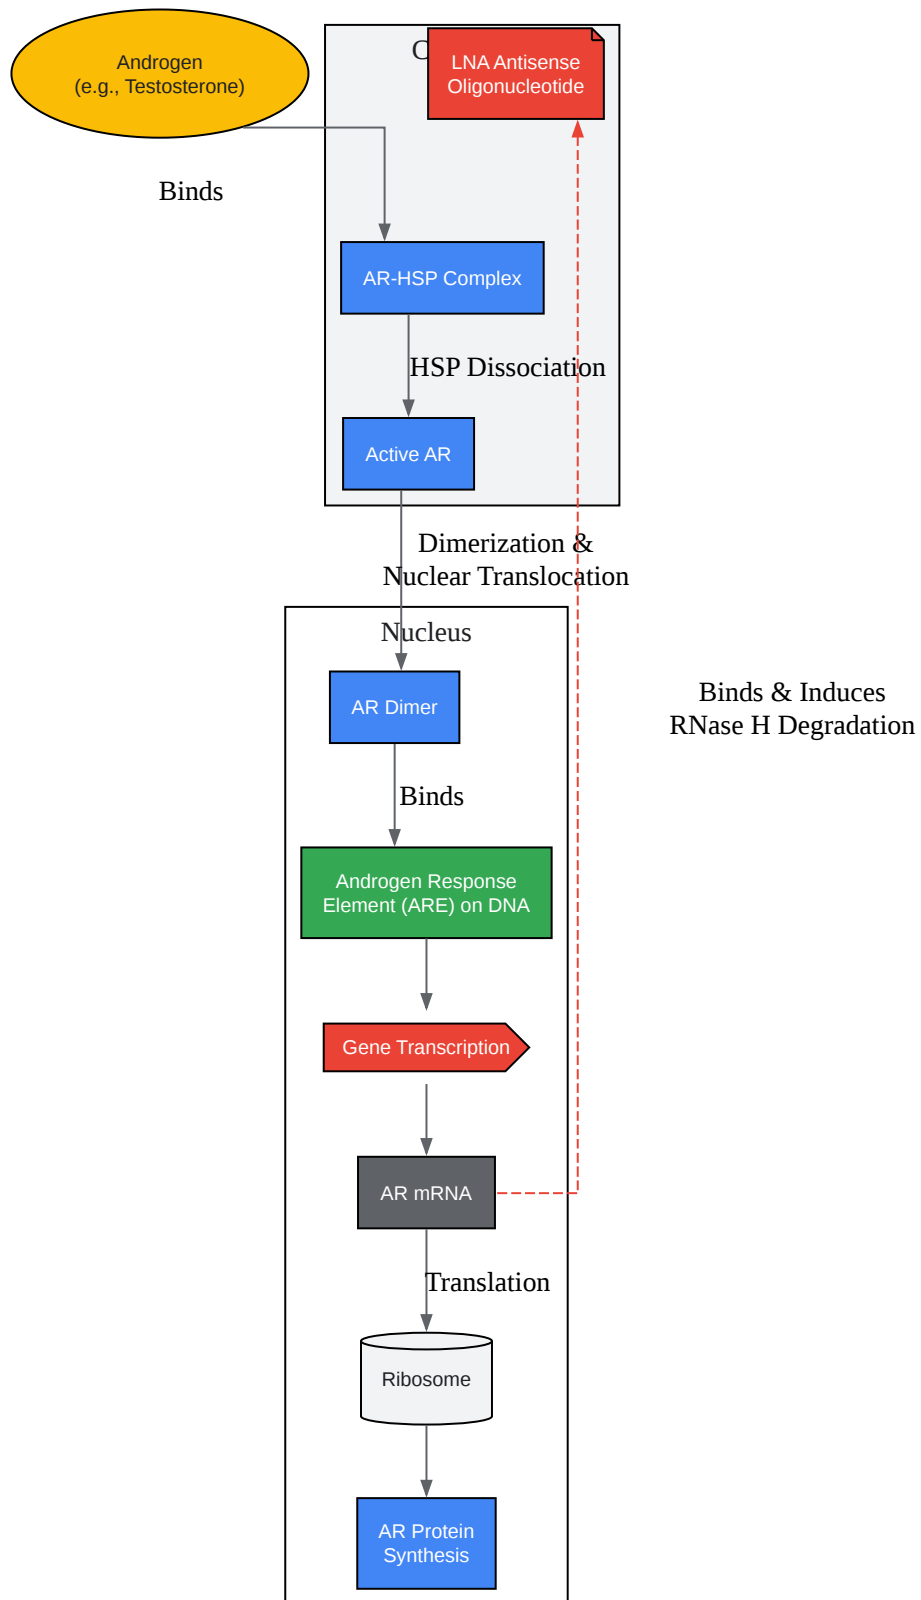 Androgen
(e.g., Testosterone)
LNA Antisense
Oligonucleotide
Binds
AR-HSP Complex
HSP Dissociation
Active AR
Dimerization &
Nuclear Translocation
Nucleus
Binds & Induces
RNase H Degradation
AR Dimer
Binds
Androgen Response
Element (ARE) on DNA
Gene Transcription
AR mRNA
Translation
Ribosome
AR Protein
Synthesis